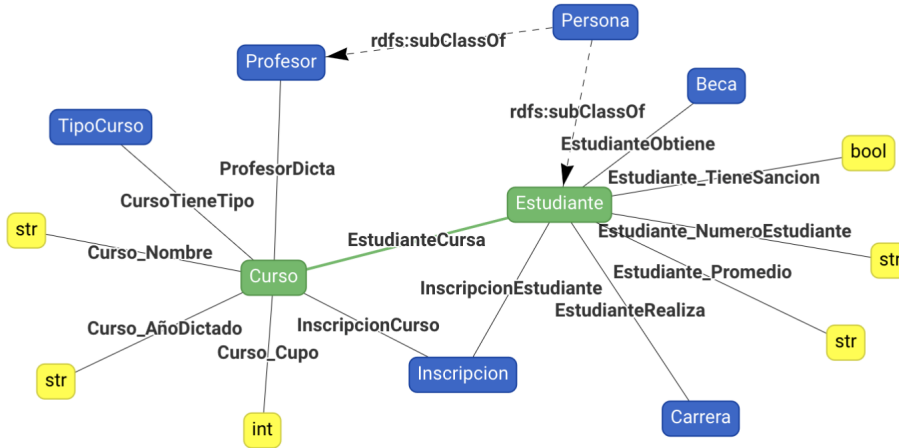 Persona
rdfs:subClassOf
Profesor
Beca
rdfs:subClassOf
TipoCurso
EstudianteObtiene
bool
ProfesorDicta
Estudiante_TieneSancion
CursoTieneTipo
Estudiante
str
Estudiante_NumeroEstudiante
EstudianteCursa
Curso_Nombre
str
Curso
Estudiante_Promedio
InscripcionEstudiante
EstudianteRealiza
Curso_AñoDictado
InscripcionCurso
str
Curso_Cupo
Inscripcion
str
Carrera
int